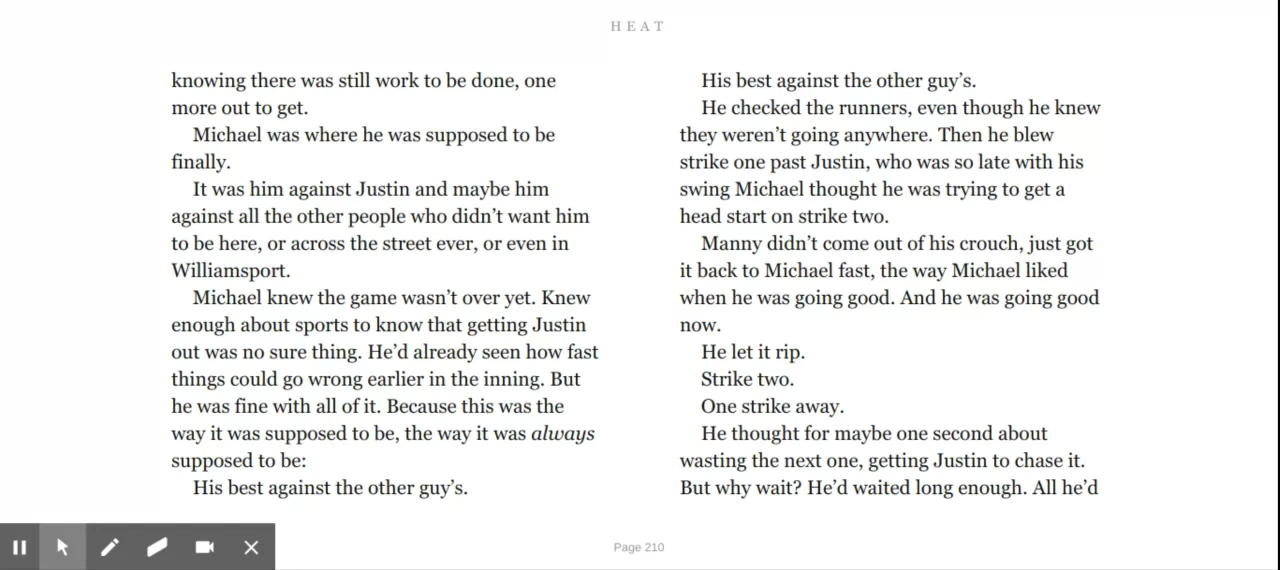 HEAT
knowing there was still work to be done, one
more out to get.
Michael was where he was supposed to be
finally.
It was him against Justin and maybe him
against all the other people who didn’t want him
to be here, or across the street ever, or even in
Williamsport.
Michael knew the game wasn’t over yet. Knew
enough about sports to know that getting Justin
out was no sure thing. He’d already seen how fast
things could go wrong earlier in the inning. But
he was fine with all of it. Because this was the
way it was supposed to be, the way it was always
supposed to be:
His best against the other guy’s.
His best against the other guy’s.
He checked the runners, even though he knew
they weren’t going anywhere. Then he blew
strike one past Justin, who was so late with his
swing Michael thought he was trying to get a
head start on strike two.
Manny didn’t come out of his crouch, just got
it back to Michael fast, the way Michael liked
when he was going good. And he was going good
now.
He let it rip.
Strike two.
One strike away.
He thought for maybe one second about
wasting the next one, getting Justin to chase it.
But why wait? He’d waited long enough. All he’d
Page 210